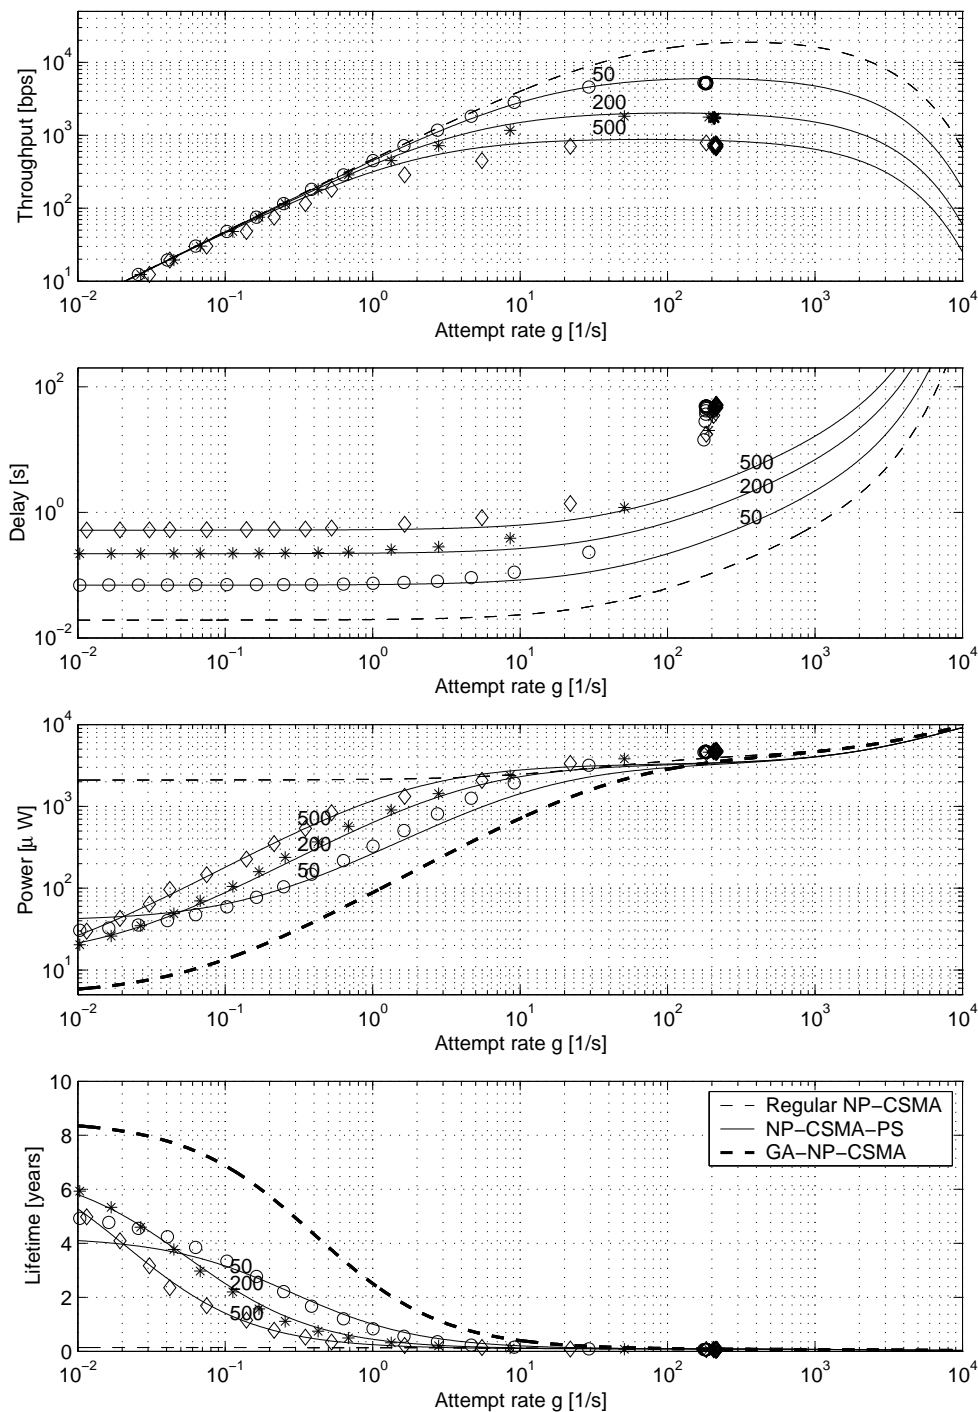 10^4
10^3
10^2
10^1
Throughput [bps]
50
200
500
10^−2 10^−1 10^0 10^1 10^2 10^3 10^4
Attempt rate g [1/s]
10^2
10^0
10^−2
Delay [s]
500
200
50
10^−2 10^−1 10^0 10^1 10^2 10^3 10^4
Attempt rate g [1/s]
10^4
10^3
10^2
10^1
Power [μ W]
500
200
50
10^−2 10^−1 10^0 10^1 10^2 10^3 10^4
Attempt rate g [1/s]
10
8
6
4
2
0
Lifetime [years]
Regular NP−CSMA
NP−CSMA−PS
GA−NP−CSMA
50
200
500
10^−2 10^−1 10^0 10^1 10^2 10^3 10^4
Attempt rate g [1/s]